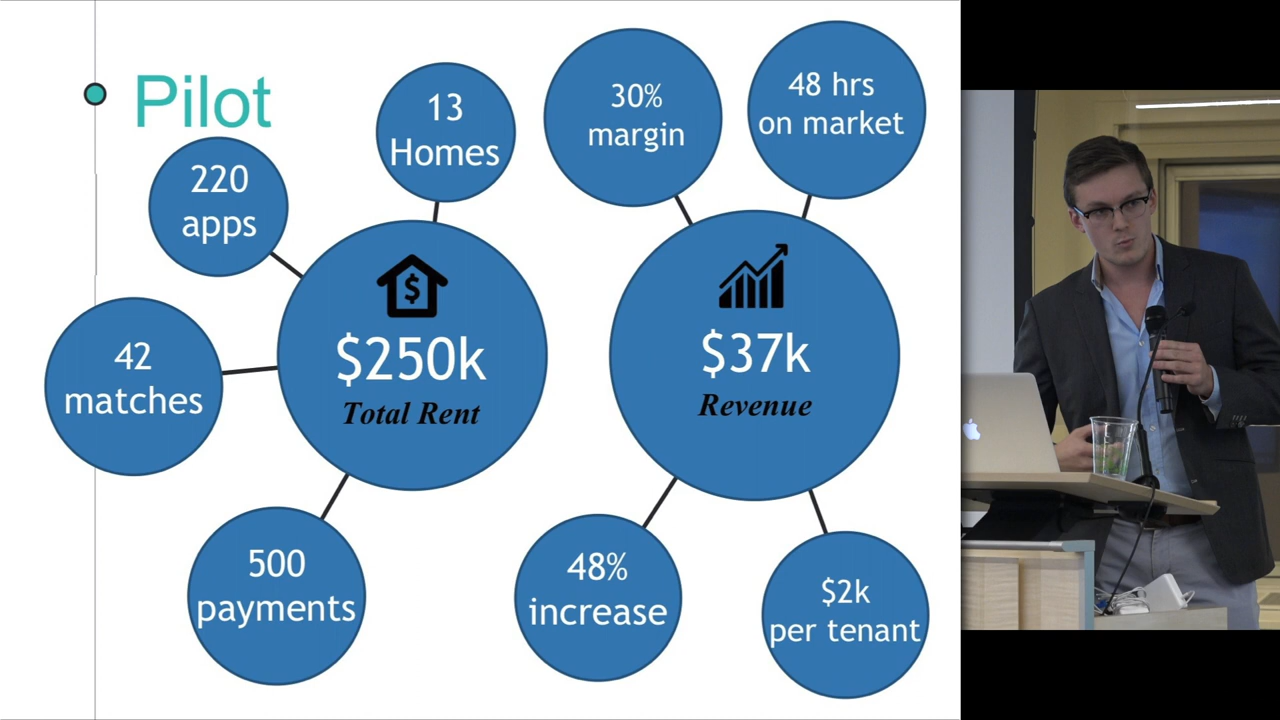 Pilot
13
Homes
220
apps
42
matches
500
payments
$
$250k
Total Rent
30%
margin
48 hrs
on market
$37k
Revenue
48%
increase
$2k
per tenant